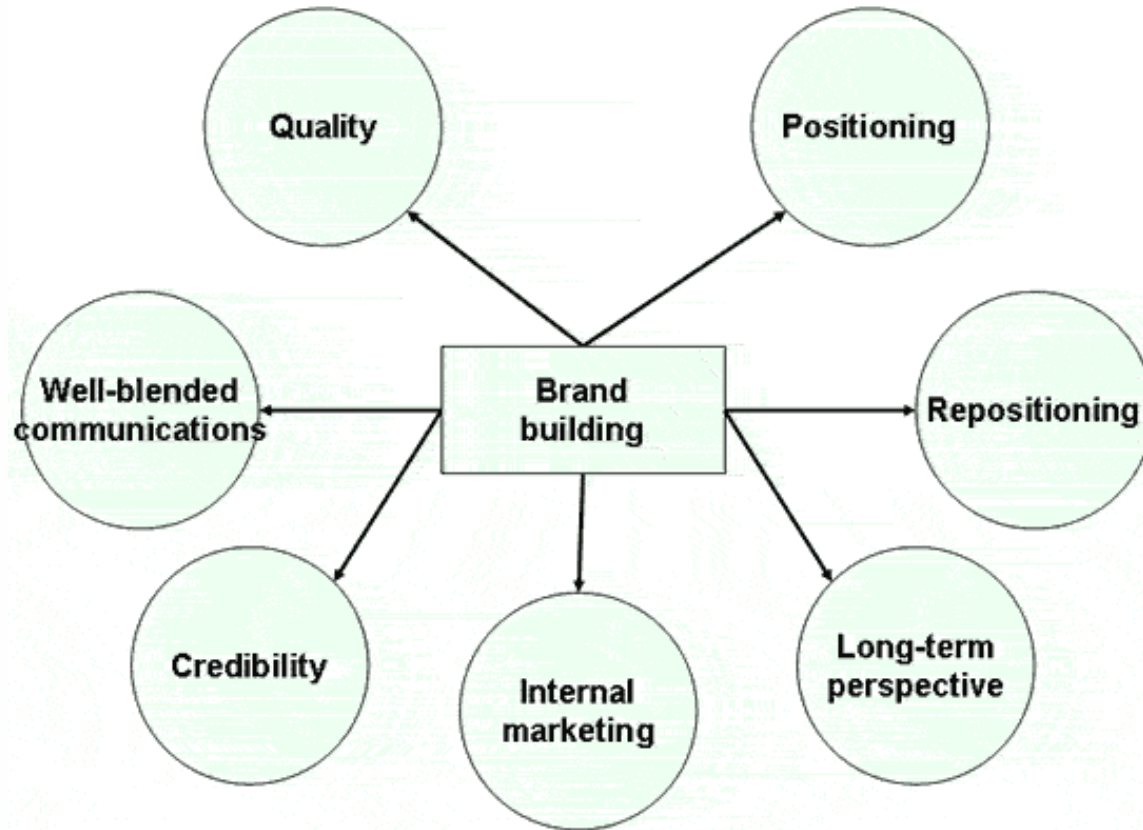 Quality
Positioning
Well-blended
communications
Brand
building
Repositioning
Credibility
Internal
marketing
Long-term
perspective